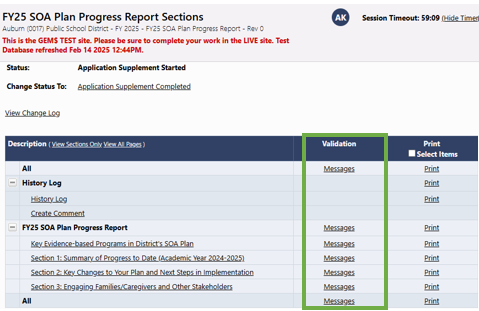 FY25 SOA Plan Progress Report Sections
AK
Session Timeout: 59:09 (Hide Timer)
Auburn (0017) Public School District - FY 2025 - FY25 SOA Plan Progress Report - Rev 0
This is the GEMS TEST site. Please be sure to complete your work in the LIVE site. Test
Database refreshed Feb 14 2025 12:44PM.
Status: Application Supplement Started
Change Status To: Application Supplement Completed
View Change Log
Description ( View Sections Only View All Pages ) Validation Print
Select Items
All Messages Print
History Log Print
History Log Print
Create Comment
FY25 SOA Plan Progress Report Messages Print
Key Evidence-based Programs in District's SOA Plan Messages Print
Section 1: Summary of Progress to Date (Academic Year 2024-2025) Messages Print
Section 2: Key Changes to Your Plan and Next Steps in Implementation Messages Print
Section 3: Engaging Families/Caregivers and Other Stakeholders Messages Print
All Messages Print